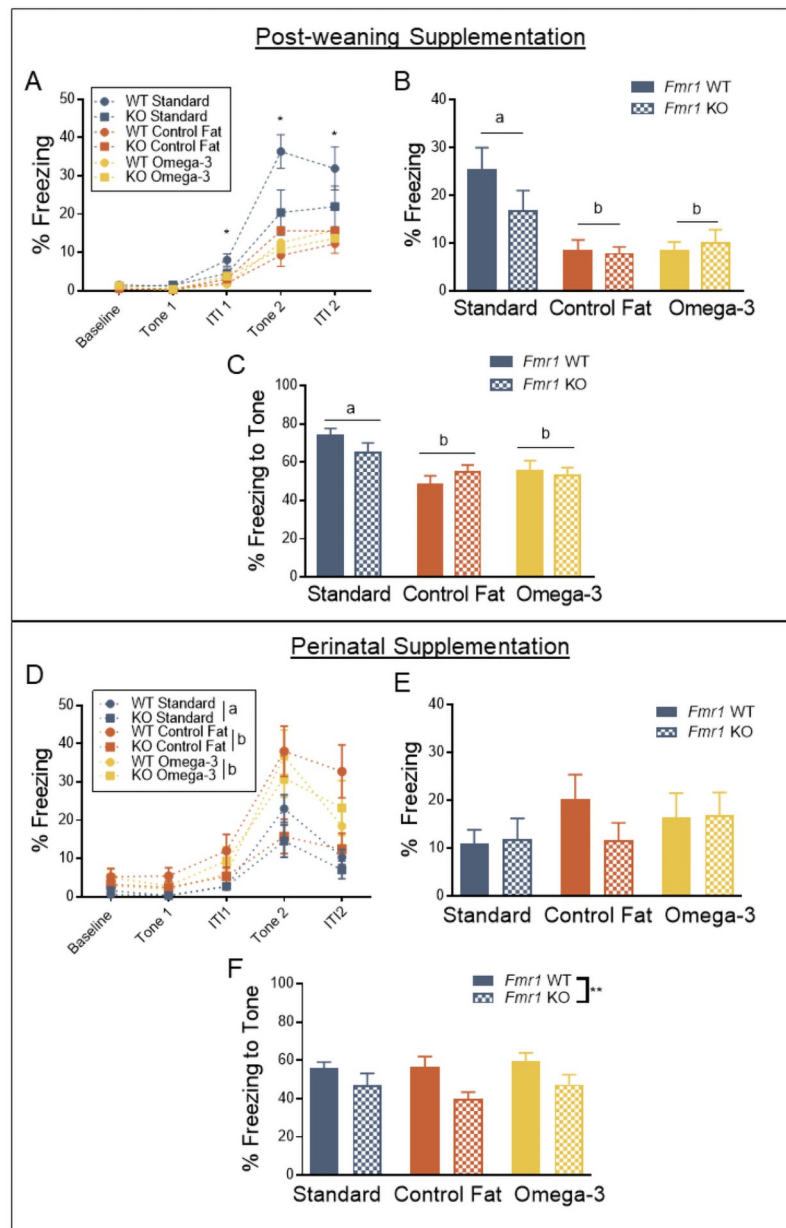 Post-weaning Supplementation
A
WT Standard
KO Standard
WT Control Fat
KO Control Fat
WT Omega-3
KO Omega-3
% Freezing
50
40
30
20
10
0
*
*
*
Baseline
Tone 1
ITI 1
Tone 2
ITI 2
B
Fmr1 WT
Fmr1 KO
% Freezing
40
30
20
10
0
a
b
b
Standard
Control Fat
Omega-3
C
Fmr1 WT
Fmr1 KO
% Freezing to Tone
100
80
60
40
20
0
a
b
b
Standard
Control Fat
Omega-3
Perinatal Supplementation
D
WT Standard
KO Standard
a
WT Control Fat
KO Control Fat
b
WT Omega-3
KO Omega-3
b
% Freezing
50
40
30
20
10
0
Baseline
Tone 1
ITI1
Tone 2
ITI2
E
Fmr1 WT
Fmr1 KO
% Freezing
40
30
20
10
0
Standard
Control Fat
Omega-3
F
Fmr1 WT
Fmr1 KO
**
% Freezing to Tone
100
80
60
40
20
0
Standard
Control Fat
Omega-3